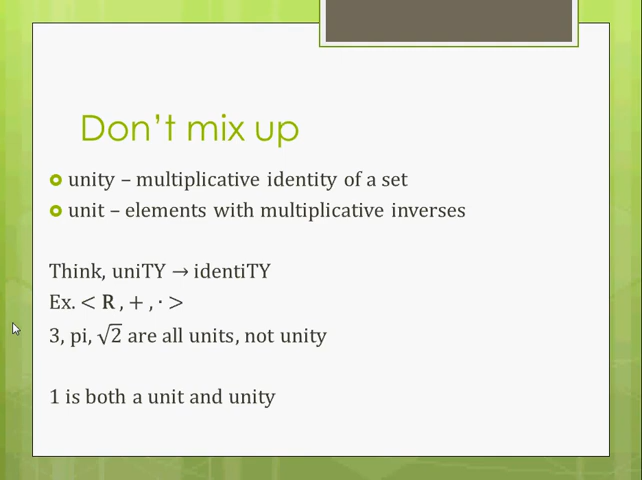 Don't mix up
unity – multiplicative identity of a set
unit – elements with multiplicative inverses
Think, uniTY → identiTY
Ex. < R , + , · >
3, pi, √2 are all units, not unity
1 is both a unit and unity